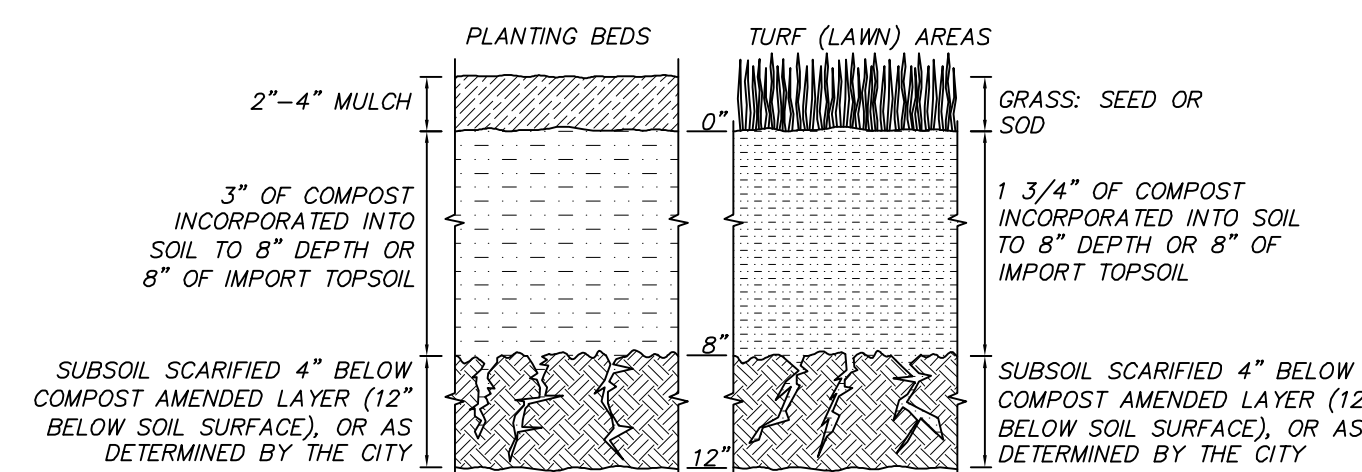 PLANTING BEDS
TURF (LAWN) AREAS
2"-4" MULCH
3" OF COMPOST
INCORPORATED INTO
SOIL TO 8" DEPTH OR
8" OF IMPORT TOPSOIL
SUBSOIL SCARIFIED 4" BELOW
COMPOST AMENDED LAYER (12"
BELOW SOIL SURFACE), OR AS
DETERMINED BY THE CITY
0"
8"
12"
GRASS: SEED OR
SOD
1 3/4" OF COMPOST
INCORPORATED INTO SOIL
TO 8" DEPTH OR 8" OF
IMPORT TOPSOIL
SUBSOIL SCARIFIED 4" BELOW
COMPOST AMENDED LAYER (12
BELOW SOIL SURFACE), OR AS
DETERMINED BY THE CITY